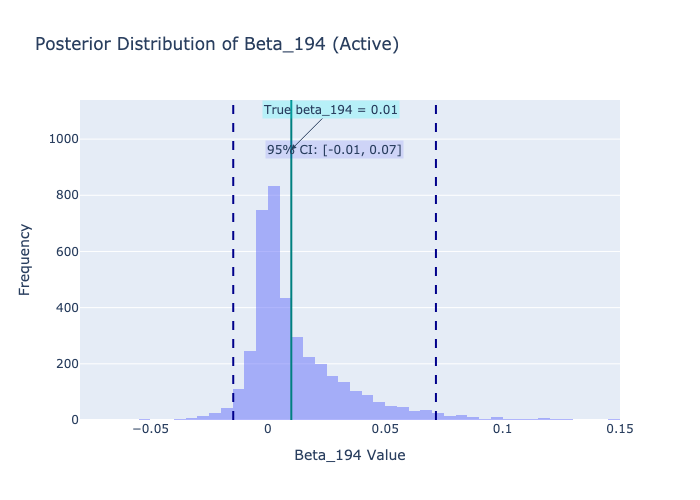 Posterior Distribution of Beta_194 (Active)
True beta_194 = 0.01
95% CI: [-0.01, 0.07]
1000
800
600
400
200
0
Frequency
−0.05
0
0.05
0.1
0.15
Beta_194 Value